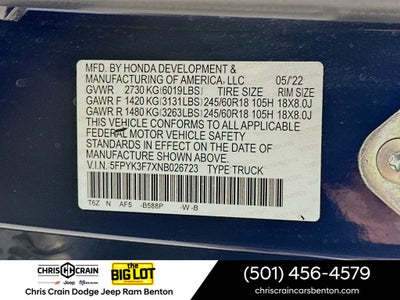 MFD. BY HONDA DEVELOPMENT &
MANUFACTURING OF AMERICA, LLC 05/'22
GVWR 2730 KG(6019LBS) TIRE SIZE RIM SIZE
GAWR F 1420 KG(3131LBS) 245/60R18 105H 18X8.0J
GAWR R 1480 KG(3263LBS) 245/60R18 105H 18X8.0J
THIS VEHICLE CONFORMS TO ALL APPLICABLE
FEDERAL MOTOR VEHICLE SAFETY
STANDARDS IN EFFECT ON THE DATE OF
MANUFACTURE SHOWN ABOVE.
V.I.N. 5FPYK3F7XNB026723 TYPE TRUCK
T6Z N AF5 -B588P -W-B
CHRIS CRAIN
Jeep RAM
THE BIG LOT
Chris Crain Dodge Jeep Ram Benton
(501) 456-4579
chriscraincarsbenton.com